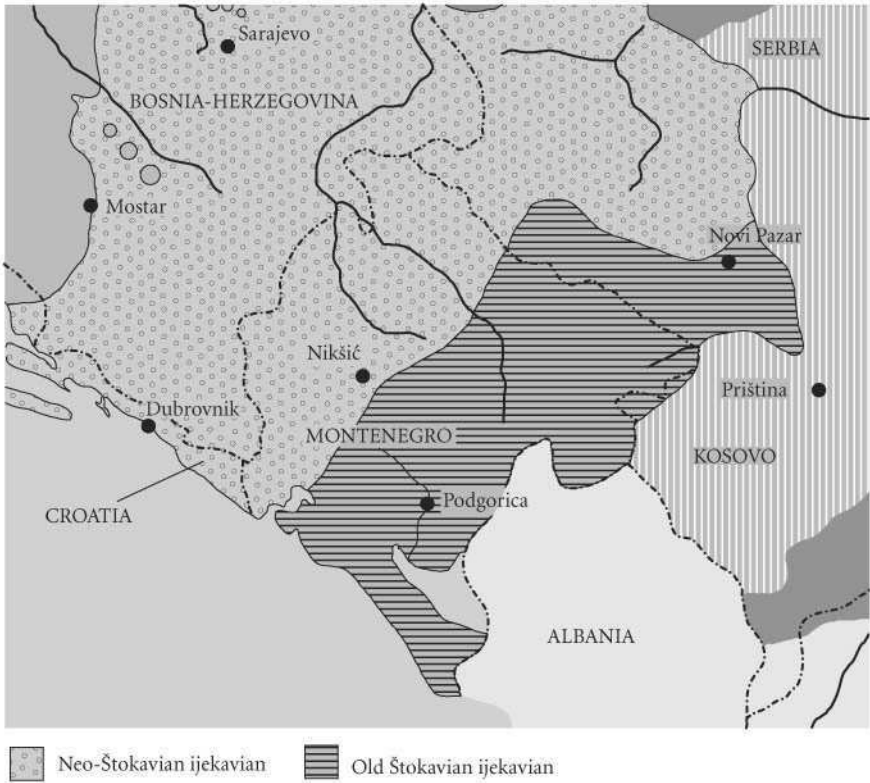 Sarajevo
SERBIA
BOSNIA-HERZEGOVINA
Mostar
Novi Pazar
Nikšić
Priština
Dubrovnik
MONTENEGRO
KOSOVO
Podgorica
CROATIA
ALBANIA
Neo-Štokavian ijekavian
Old Štokavian ijekavian